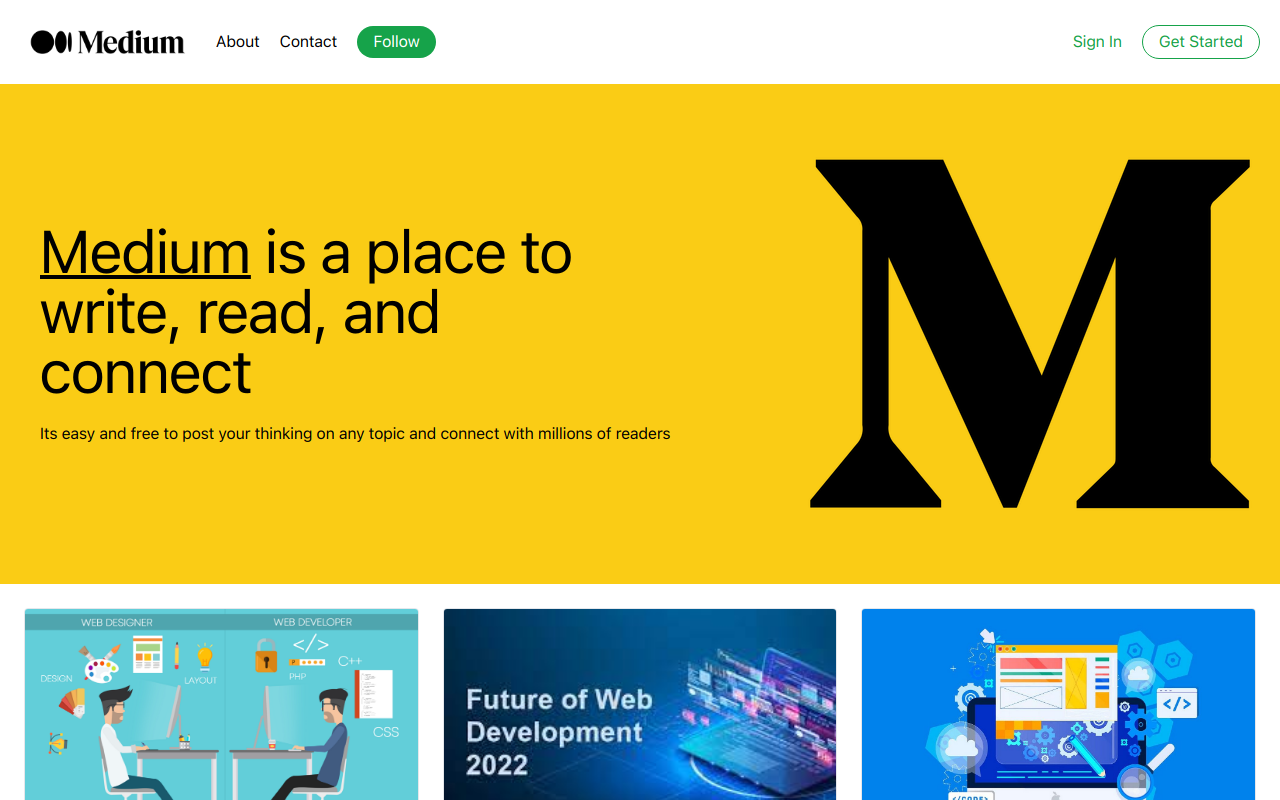 Medium
About
Contact
Follow
Sign In
Get Started
Medium is a place to
write, read, and
connect
Its easy and free to post your thinking on any topic and connect with millions of readers
WEB DESIGNER
WEB DEVELOPER
DESIGN
LAYOUT
</>
PHP
C++
CSS
Future of Web
Development
2022
</>
</CODE>